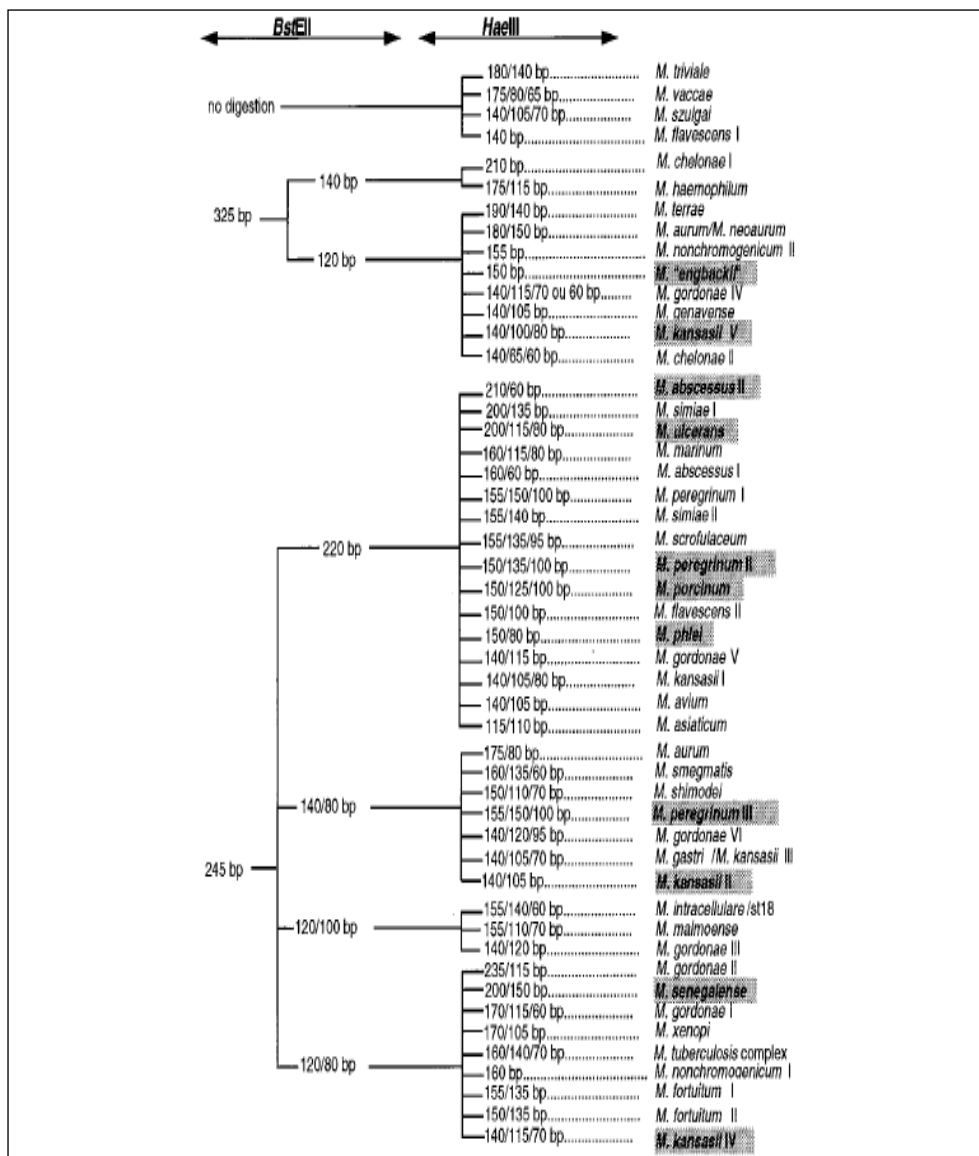 BstEII HaeIII
180/140 bp M. triviale
175/80/65 bp M. vaccae
no digestion
140/105/70 bp M. szulgai
140 bp M. flavescens I
210 bp M. chelonae I
140 bp
175/115 bp M. haemophilum
190/140 bp M. terrae
325 bp
180/150 bp M. aurum/M. neoaurum
155 bp M. nonchromogenicum II
120 bp
150 bp M. "engbackii"
140/115/70 ou 60 bp M. gordonae IV
140/105 bp M. genavense
140/100/80 bp M. kansasii V
140/65/60 bp M. chelonae II
210/60 bp M. abscessus II
200/135 bp M. simiae I
200/115/80 bp M. ulcerans
160/115/80 bp M. marinum
160/60 bp M. abscessus I
155/150/100 bp M. peregrinum I
155/140 bp M. simiae II
155/135/95 bp M. scrofulaceum
220 bp
150/135/100 bp M. peregrinum II
150/125/100 bp M. porcinum
150/100 bp M. flavescens II
150/80 bp M. phlei
140/115 bp M. gordonae V
140/105/80 bp M. kansasii I
140/105 bp M. avium
115/110 bp M. asiaticum
175/80 bp M. aurum
160/135/60 bp M. smegmatis
150/110/70 bp M. shimodei
140/80 bp
155/150/100 bp M. peregrinum III
140/120/95 bp M. gordonae VI
140/105/70 bp M. gastri /M. kansasii III
245 bp
140/105 bp M. kansasii II
155/140/60 bp M. intracellulare /st18
120/100 bp
155/110/70 bp M. malmoense
140/120 bp M. gordonae III
235/115 bp M. gordonae II
200/150 bp M. senegalense
170/115/60 bp M. gordonae I
170/105 bp M. xenopi
160/140/70 bp M. tuberculosis complex
120/80 bp
160 bp M. nonchromogenicum I
155/135 bp M. fortuitum I
150/135 bp M. fortuitum II
140/115/70 bp M. kansasii IV